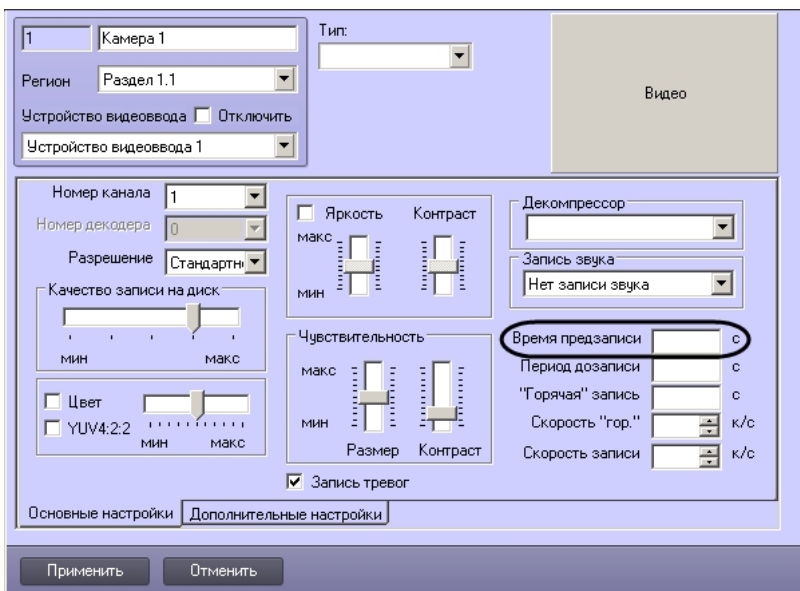 1 Камера 1
Тип:
Регион Раздел 1.1
Устройство видеоввода Отключить
Устройство видеоввода 1
Видео
Номер канала 1
Номер декодера 0
Разрешение Стандартн
Качество записи на диск
мин макс
Цвет
YUV4:2:2
мин макс
Яркость Контраст
макс
мин
Чувствительность
макс
мин
Размер Контраст
Запись тревог
Декомпрессор
Запись звука
Нет записи звука
Время предзаписи с
Период дозаписи с
"Горячая" запись с
Скорость "гор." к/с
Скорость записи к/с
Основные настройки Дополнительные настройки
Применить Отменить